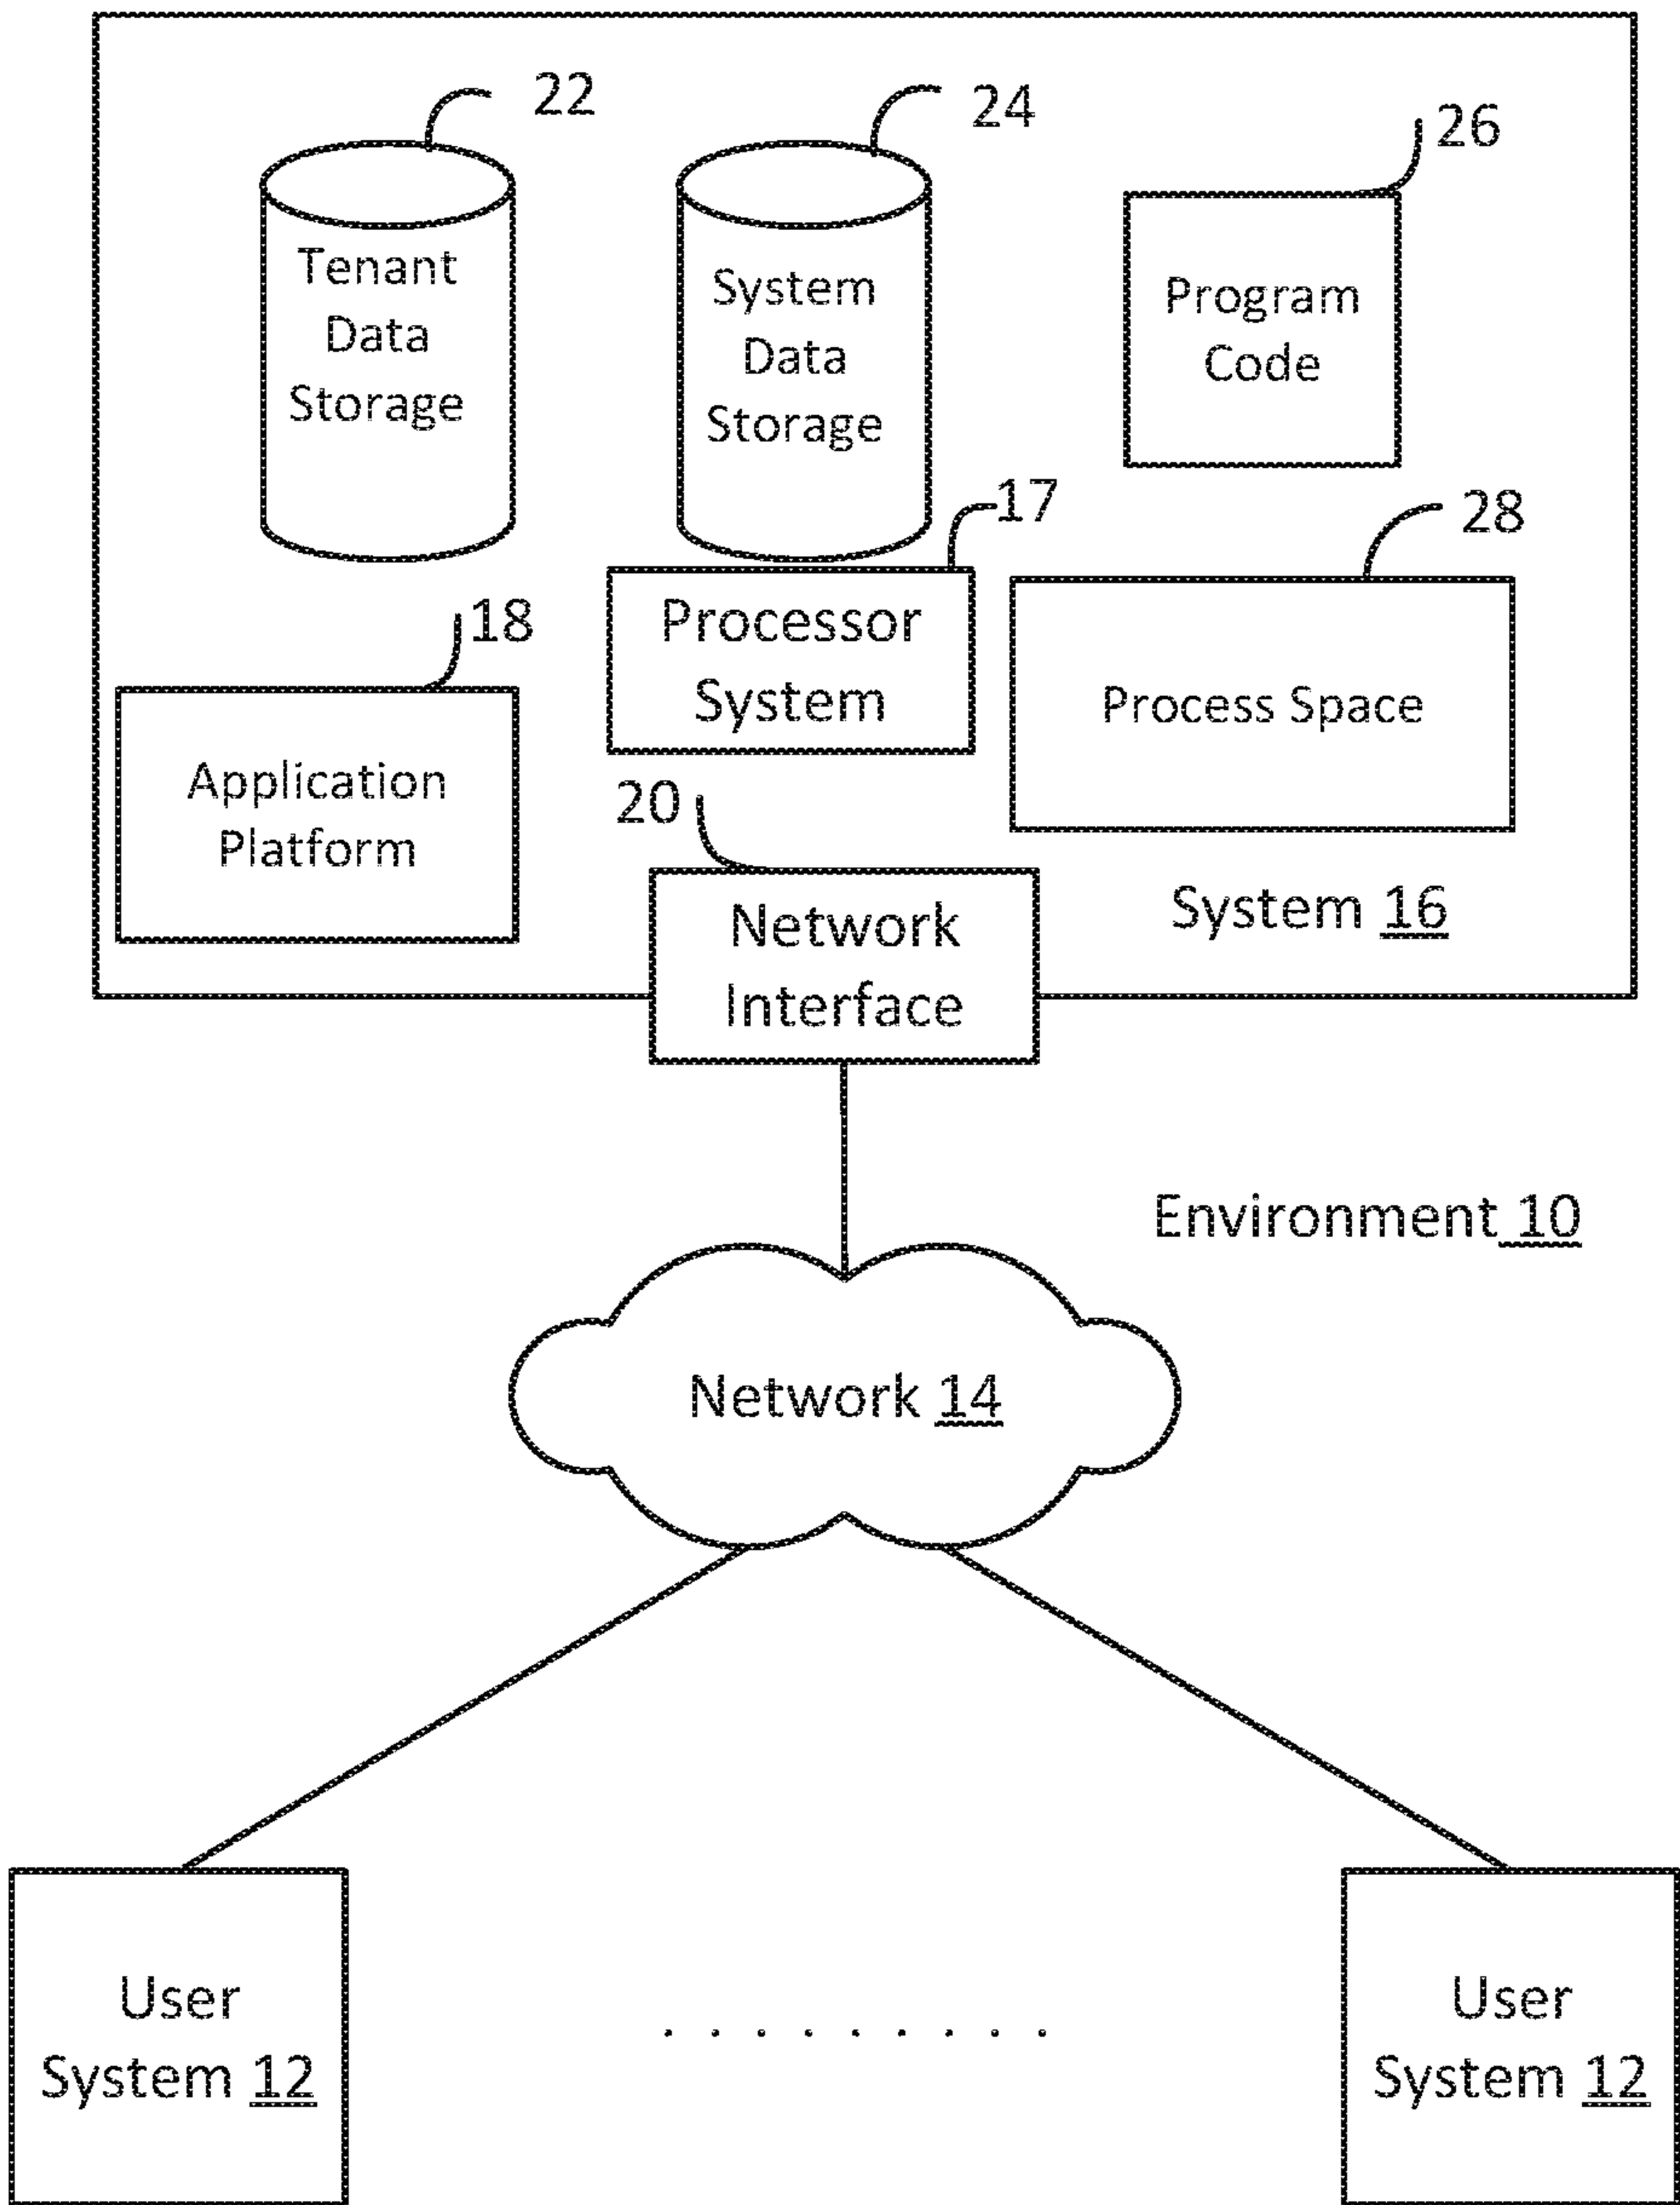 22
24
26
Tenant
Data
Storage
System
Data
Storage
Program
Code
17
28
18
Processor
System
Process Space
Application
Platform
20
Network
Interface
System 16
Environment 10
Network 14
User
System 12
. . . . . . . . .
User
System 12